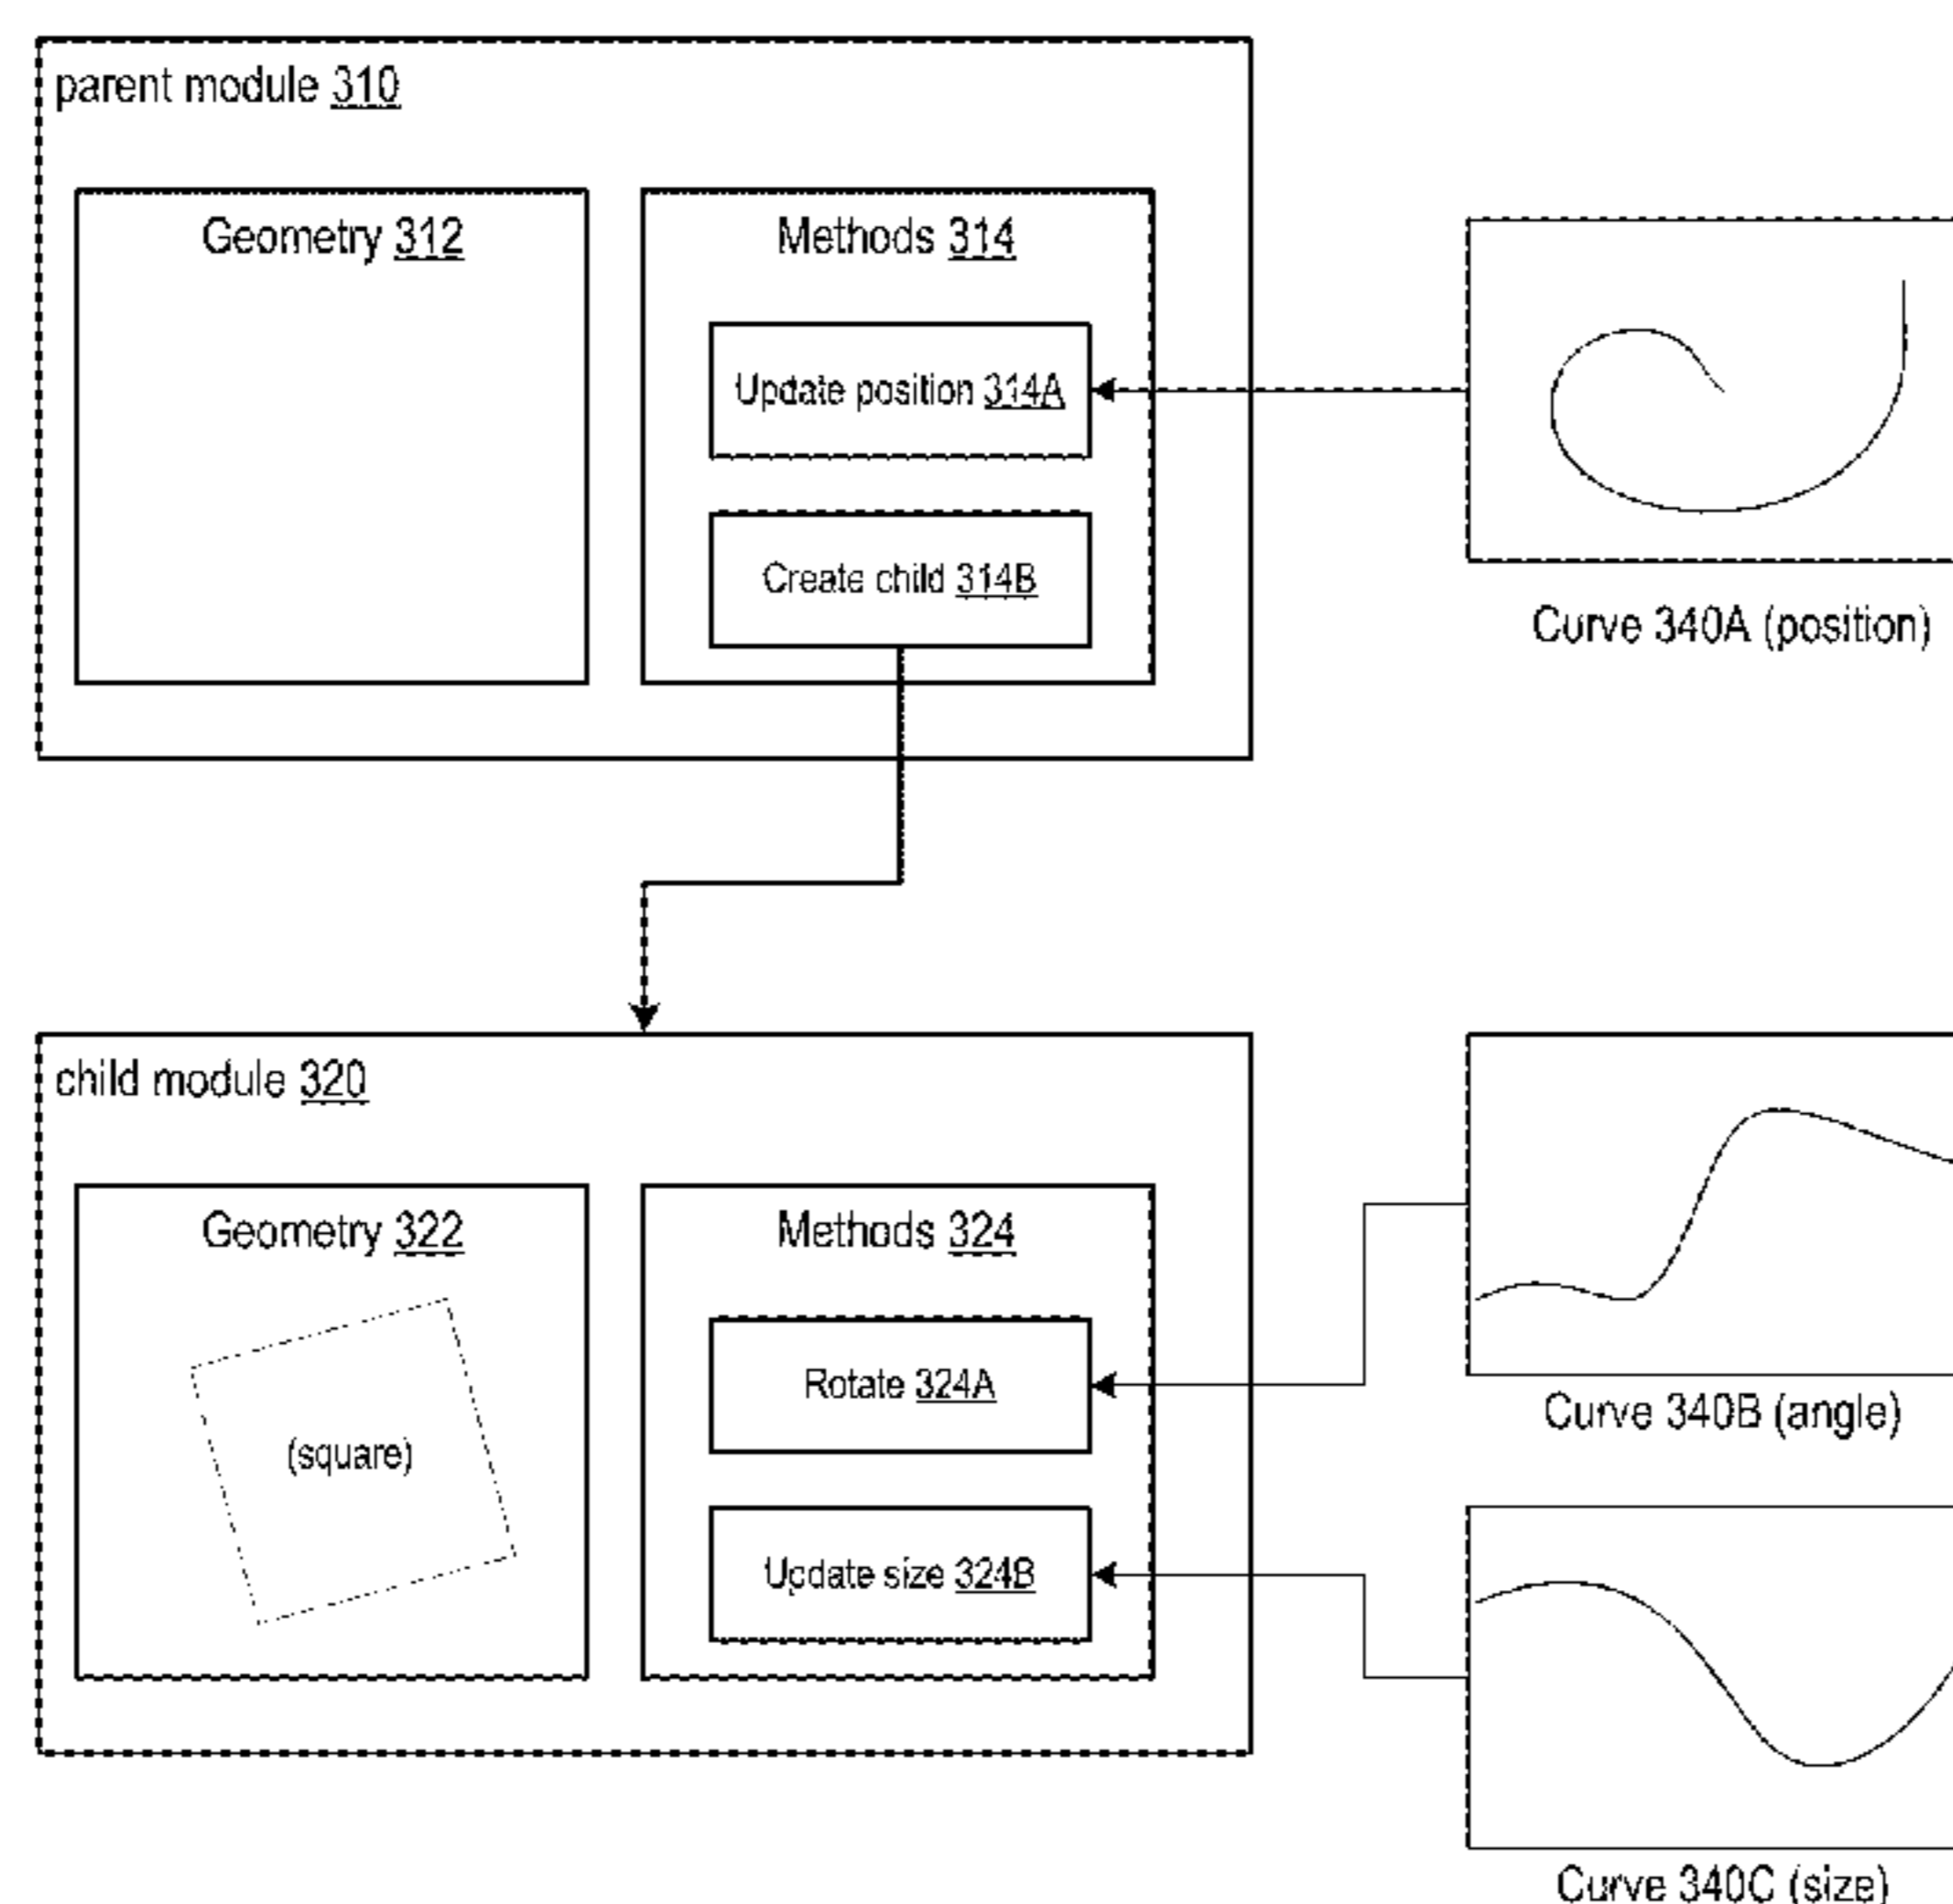 parent module 310
Geometry 312
Methods 314
Update position 314A
Create child 314B
Curve 340A (position)
child module 320
Geometry 322
(square)
Methods 324
Rotate 324A
Update size 324B
Curve 340B (angle)
Curve 340C (size)